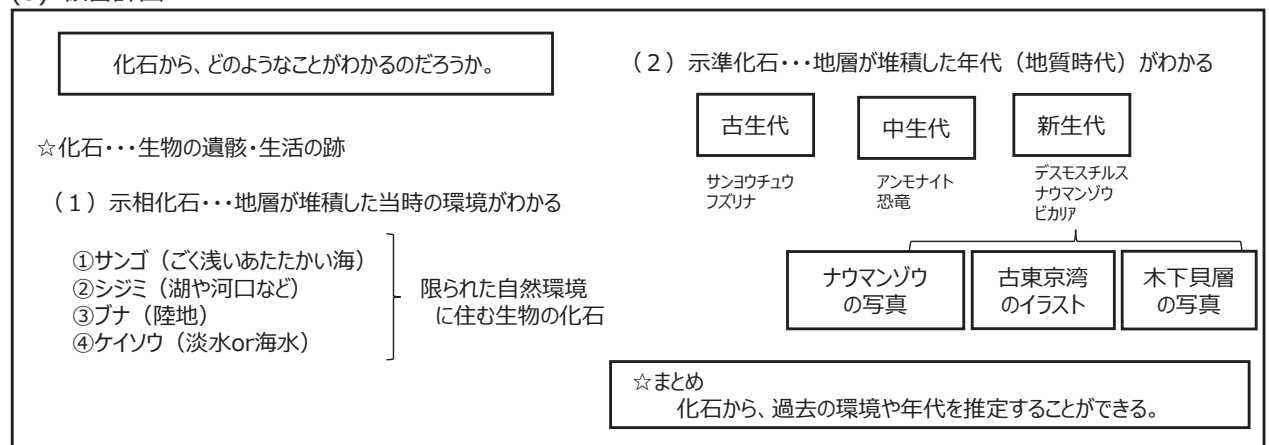 化石から、どのようなことがわかるのだろうか。
☆化石・・・生物の遺骸・生活の跡
（１）示相化石・・・地層が堆積した当時の環境がわかる
①サンゴ（ごく浅いあたたかい海）
②シジミ（湖や河口など）
③ブナ（陸地）
④ケイソウ（淡水or海水）
限られた自然環境
に住む生物の化石
（２）示準化石・・・地層が堆積した年代（地質時代）がわかる
古生代
サンヨウチュウ
フズリナ
中生代
アンモナイト
恐竜
新生代
デスモスチルス
ナウマンゾウ
ビカリア
ナウマンゾウ
の写真
古東京湾
のイラスト
木下貝層
の写真
☆まとめ
化石から、過去の環境や年代を推定することができる。